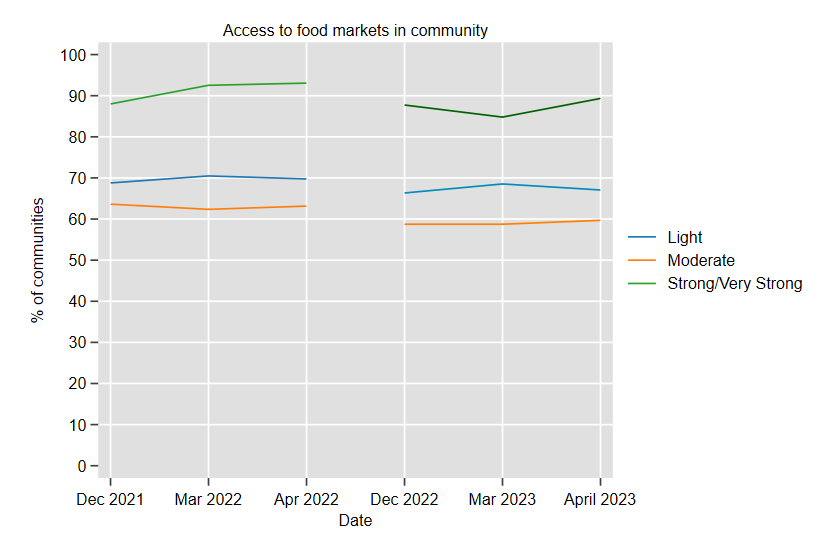 Access to food markets in community
100
90
80
70
60
50
40
30
20
10
0
% of communities
Dec 2021 Mar 2022 Apr 2022 Dec 2022 Mar 2023 April 2023
Date
Light
Moderate
Strong/Very Strong